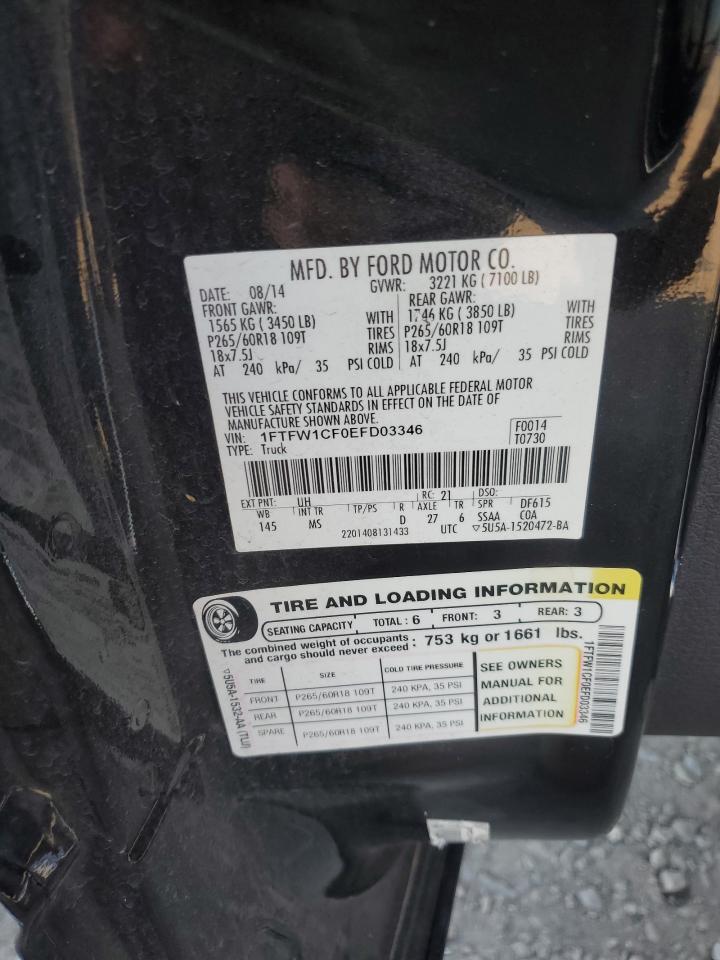 MFD. BY FORD MOTOR CO.
DATE: 08/14 GVWR: 3221 KG ( 7100 LB)
FRONT GAWR: REAR GAWR:
1565 KG ( 3450 LB) WITH 1746 KG ( 3850 LB) WITH
P265/60R18 109T TIRES P265/60R18 109T TIRES
18x7.5J RIMS 18x7.5J RIMS
AT 240 kPa/ 35 PSI COLD AT 240 kPa/ 35 PSI COLD
THIS VEHICLE CONFORMS TO ALL APPLICABLE FEDERAL MOTOR
VEHICLE SAFETY STANDARDS IN EFFECT ON THE DATE OF
MANUFACTURE SHOWN ABOVE.
VIN: 1FTFW1CF0EFD03346 F0014
TYPE: Truck T0730
EXT PNT: UH RC: 21 DSO:
WB INT TR TP/PS R AXLE TR SPR DF615
145 MS D 27 6 SSAA COA
2201408131433 UTC ▽5U5A-1520472-BA
TIRE AND LOADING INFORMATION
SEATING CAPACITY TOTAL : 6 FRONT: 3 REAR: 3
The combined weight of occupants and cargo should never exceed : 753 kg or 1661 lbs.
TIRE SIZE COLD TIRE PRESSURE
FRONT P265/60R18 109T 240 KPA, 35 PSI
REAR P265/60R18 109T 240 KPA, 35 PSI
SPARE P265/60R18 109T 240 KPA, 35 PSI
SEE OWNERS
MANUAL FOR
ADDITIONAL
INFORMATION
▽5U5A-1532-AA (TLU)
1FTFW1CF0EFD03346